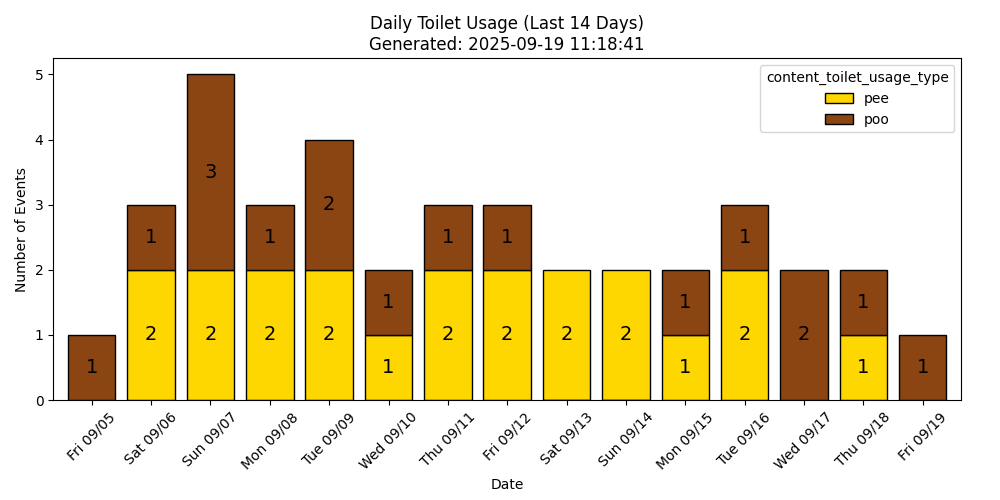 Daily Toilet Usage (Last 14 Days)
Generated: 2025-09-19 11:18:41
content_toilet_usage_type
pee
poo
Number of Events
5
4
3
2
1
0
1
2
1
2
3
2
1
2
2
1
1
2
1
2
1
2
2
1
1
2
1
2
1
1
1
Fri 09/05
Sat 09/06
Sun 09/07
Mon 09/08
Tue 09/09
Wed 09/10
Thu 09/11
Fri 09/12
Sat 09/13
Sun 09/14
Mon 09/15
Tue 09/16
Wed 09/17
Thu 09/18
Fri 09/19
Date